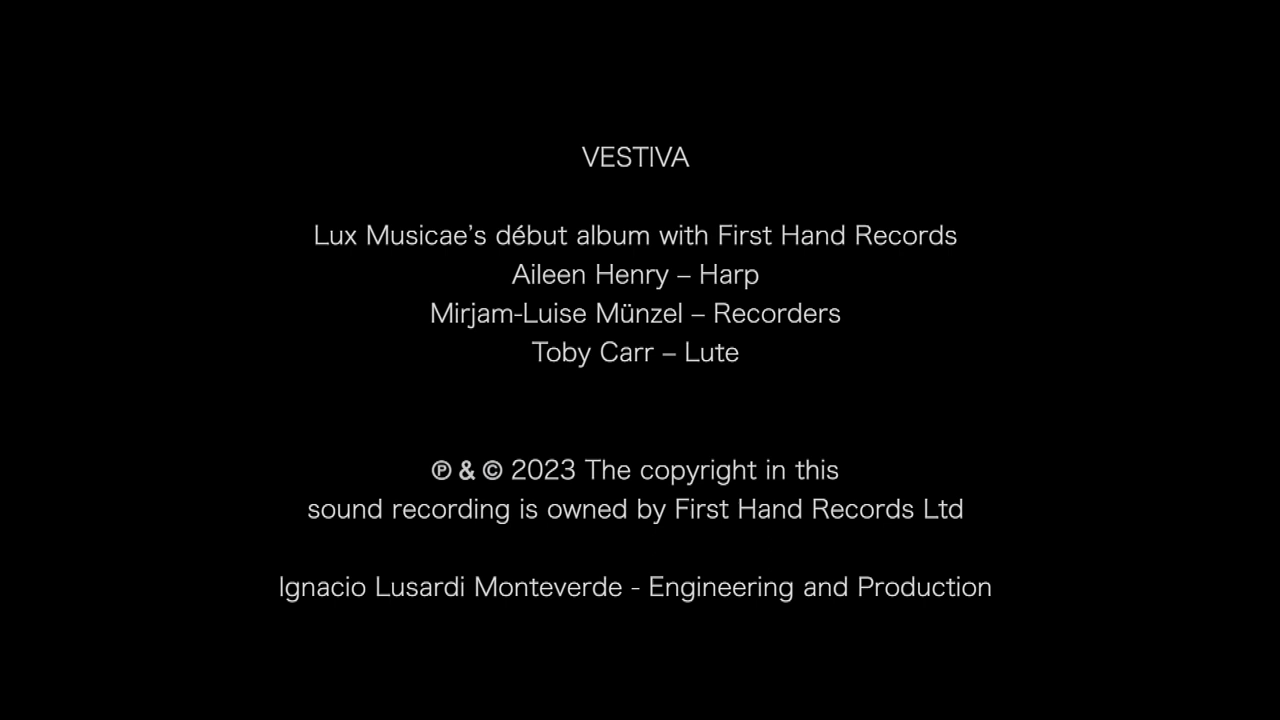 VESTIVA
Lux Musicae’s début album with First Hand Records
Aileen Henry – Harp
Mirjam-Luise Münzel – Recorders
Toby Carr – Lute
℗ & © 2023 The copyright in this
sound recording is owned by First Hand Records Ltd
Ignacio Lusardi Monteverde - Engineering and Production